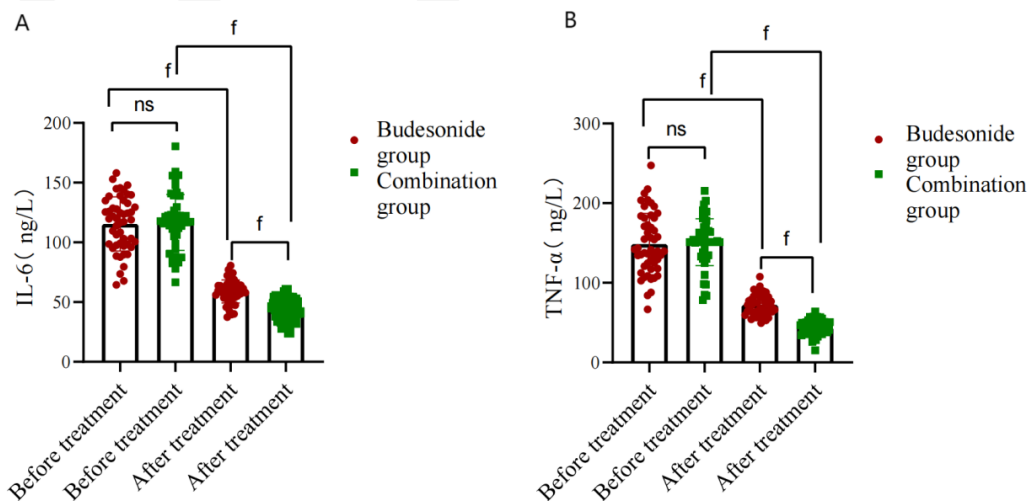 A
f
f
ns
f
200
150
100
50
0
IL-6( ng/L)
Before treatment
Before treatment
After treatment
After treatment
Budesonide
group
Combination
group
B
f
f
ns
f
300
200
100
0
TNF-α( ng/L)
Before treatment
Before treatment
After treatment
After treatment
Budesonide
group
Combination
group